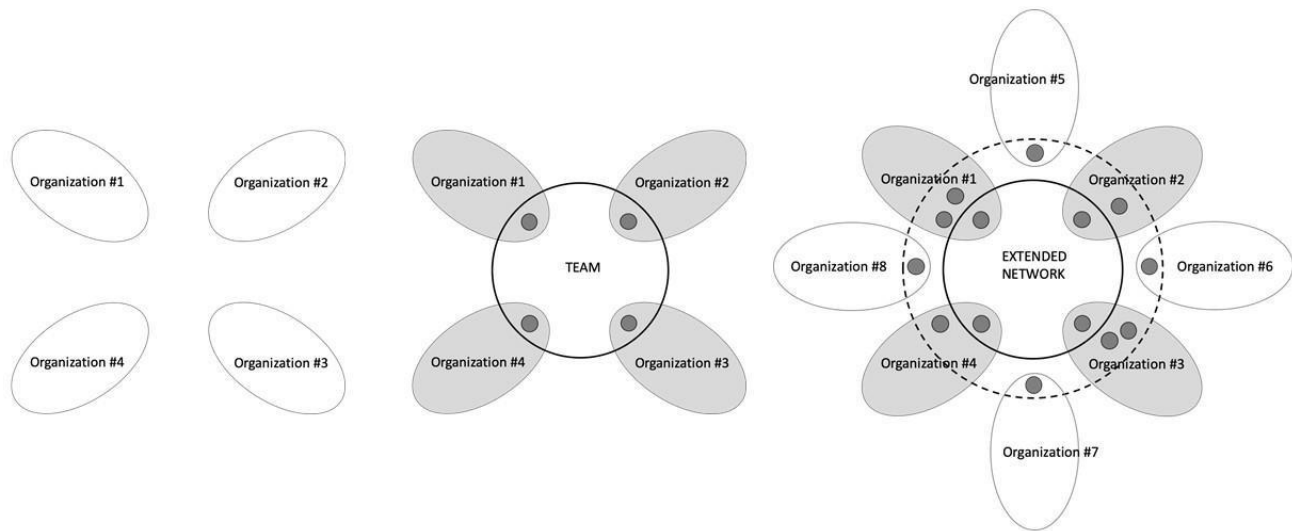 Organization #1
Organization #2
Organization #4
Organization #3
Organization #1
Organization #2
TEAM
Organization #4
Organization #3
Organization #5
Organization #1
Organization #2
Organization #8
EXTENDED
NETWORK
Organization #6
Organization #4
Organization #3
Organization #7